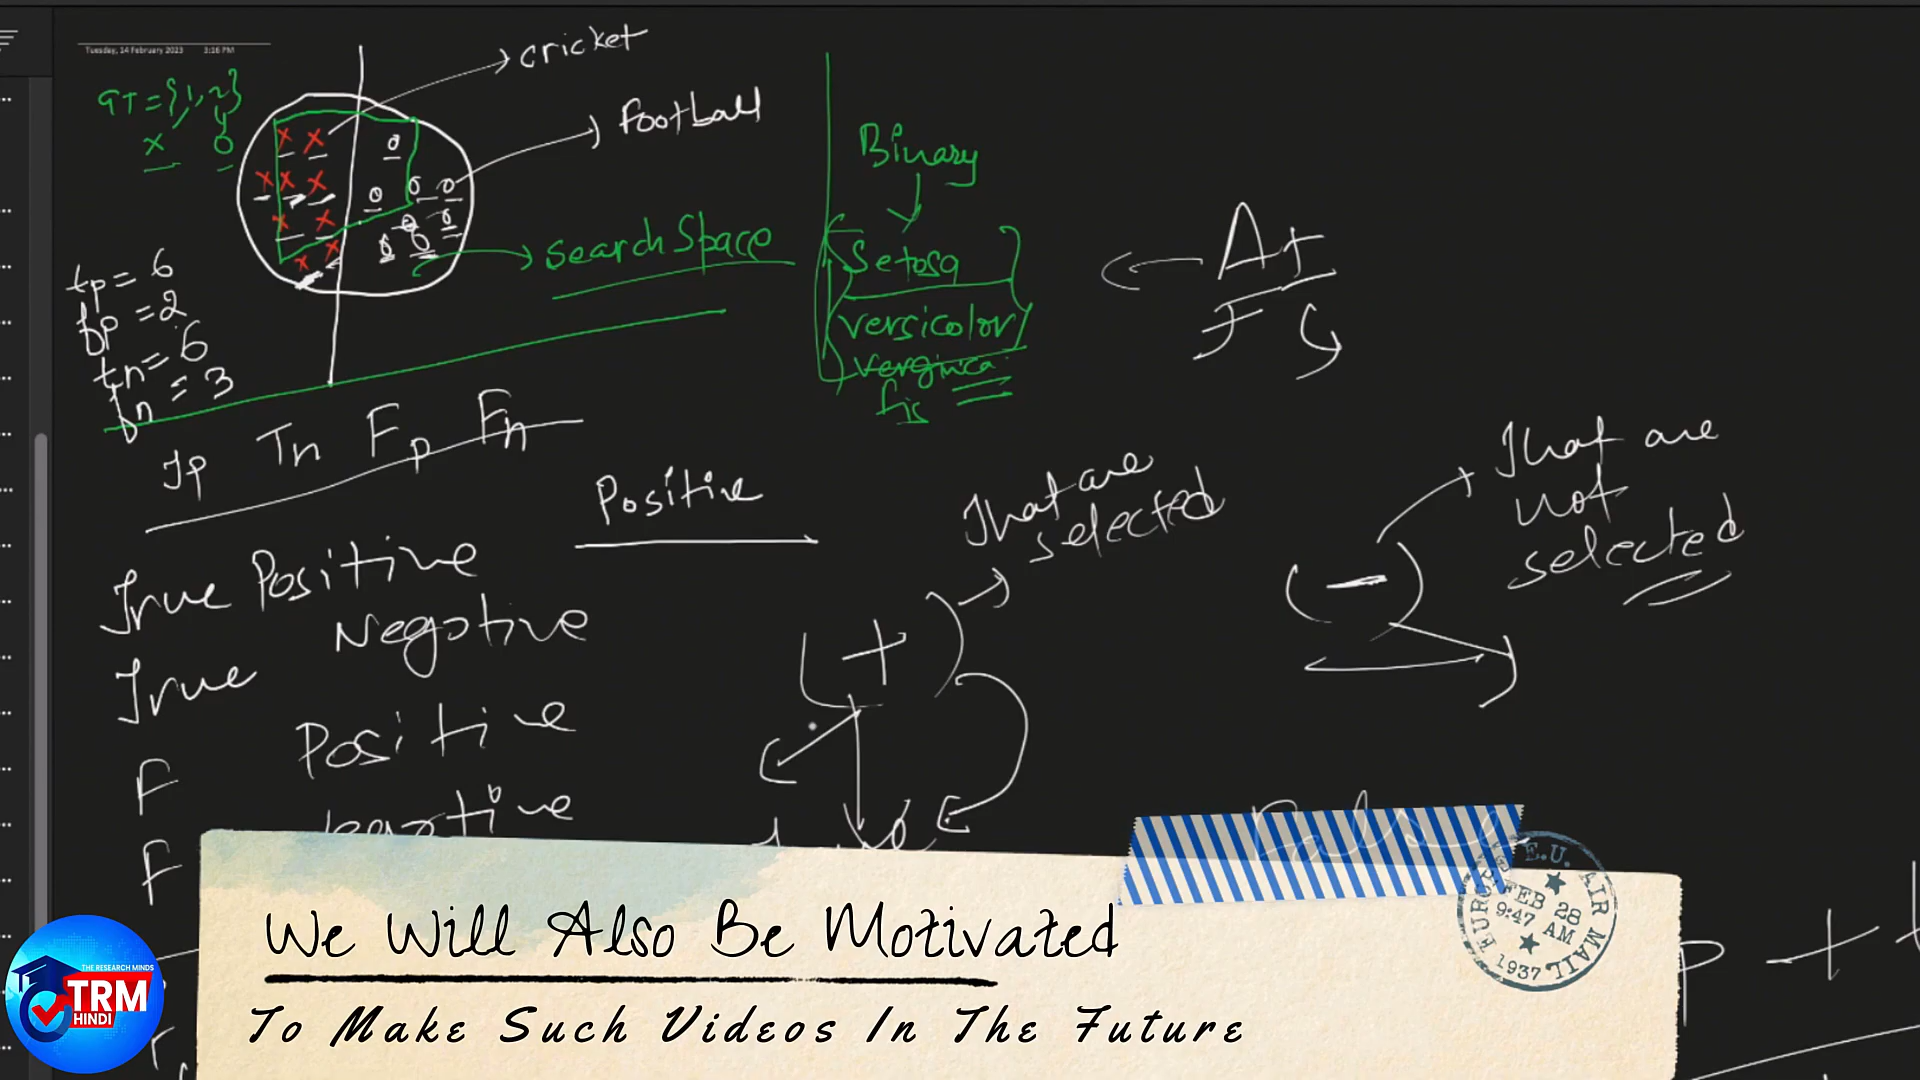 Tuesday, 14 February 2023 3:16 PM
GT = {1, 2}
x O
cricket
Football
search Space
tp = 6
fp = 2
tn = 6
fn = 3
Binary
Setosa
versicolor
verginica
Tp Tn Fp Fn
Positive
That are
selected
That are
not
selected
(+)
(-)
True Positive
True Negative
F Positive
F
False
We Will Also Be Motivated
To Make Such Videos In The Future
THE RESEARCH MINDS
TRM
HINDI
FEB 28
9:47 AM
1937
AIR MAIL